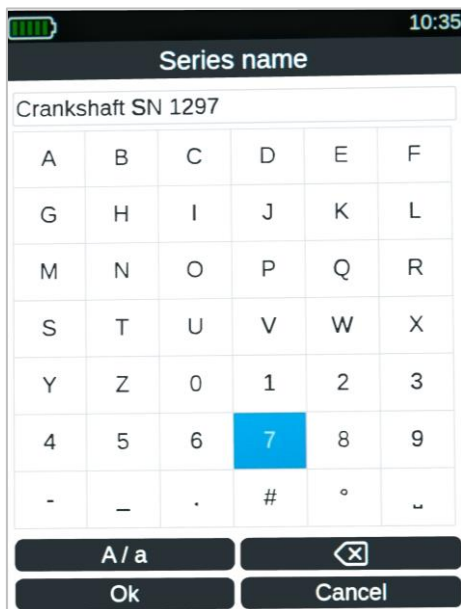 10:35
Series name
Crankshaft SN 1297
A B C D E F
G H I J K L
M N O P Q R
S T U V W X
Y Z 0 1 2 3
4 5 6 7 8 9
- _ . # ° ⎵
A / a
Ok Cancel